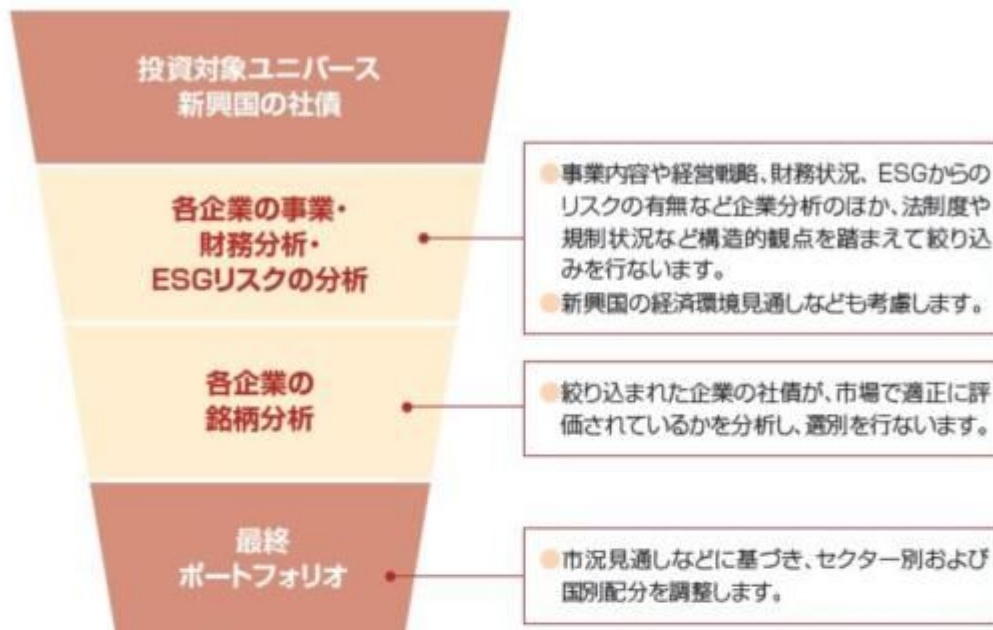 投資対象ユニバース
新興国の社債
各企業の事業・
財務分析・
ESGリスクの分析
●事業内容や経営戦略、財務状況、ESGからの
リスクの有無など企業分析のほか、法制度や
規制状況など構造的観点を踏まえて絞り込
みを行ないます。
●新興国の経済環境見通しなども考慮します。
各企業の
銘柄分析
●絞り込まれた企業の社債が、市場で適正に評
価されているかを分析し、選別を行ないます。
最終
ポートフォリオ
●市況見通しなどに基づき、セクター別および
国別配分を調整します。